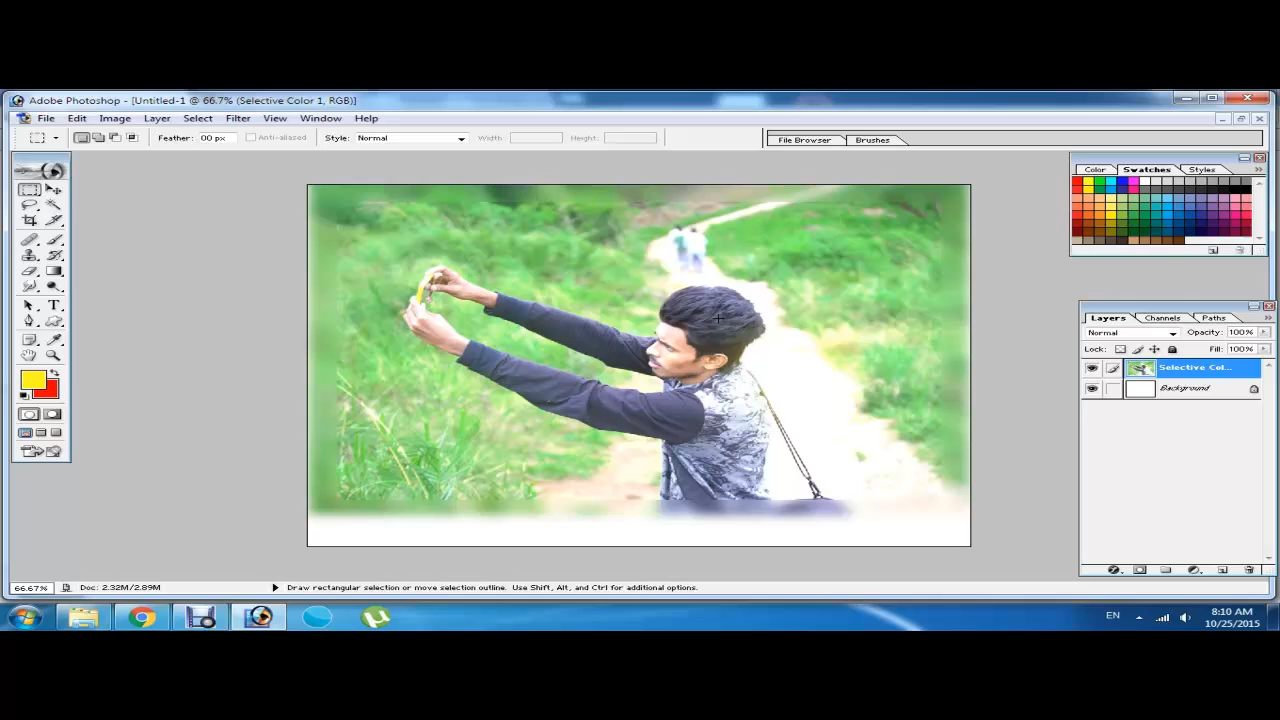 Adobe Photoshop - [Untitled-1 @ 66.7% (Selective Color 1, RGB)]
File Edit Image Layer Select Filter View Window Help
Feather: 00 px Anti-aliased Style: Normal Width: Height: File Browser Brushes
Color Swatches Styles
Layers Channels Paths
Normal Opacity: 100%
Lock: Fill: 100%
Selective Col...
Background
66.67% Doc: 2.32M/2.89M Draw rectangular selection or move selection outline. Use Shift, Alt, and Ctrl for additional options.
EN 8:10 AM
10/25/2015